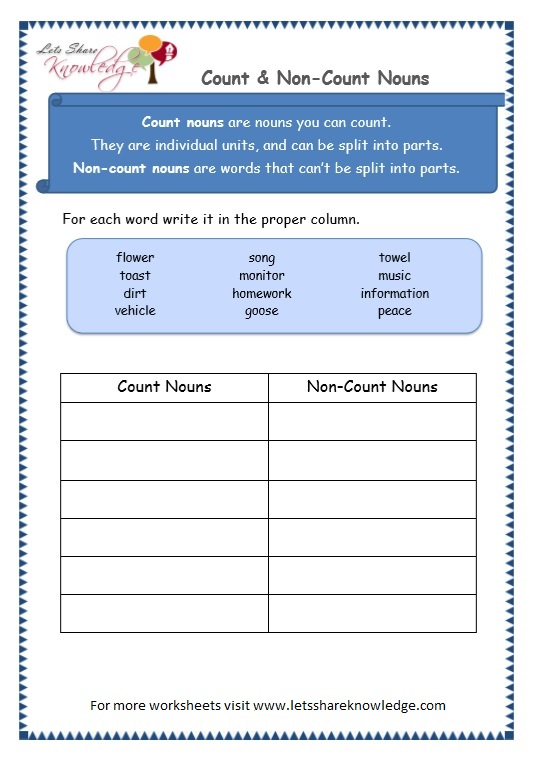 Lets Share
Knowledge
Count & Non-Count Nouns
Count nouns are nouns you can count.
They are individual units, and can be split into parts.
Non-count nouns are words that can't be split into parts.
For each word write it in the proper column.
flower song towel
toast monitor music
dirt homework information
vehicle goose peace
Count Nouns Non-Count Nouns
For more worksheets visit www.letsshareknowledge.com